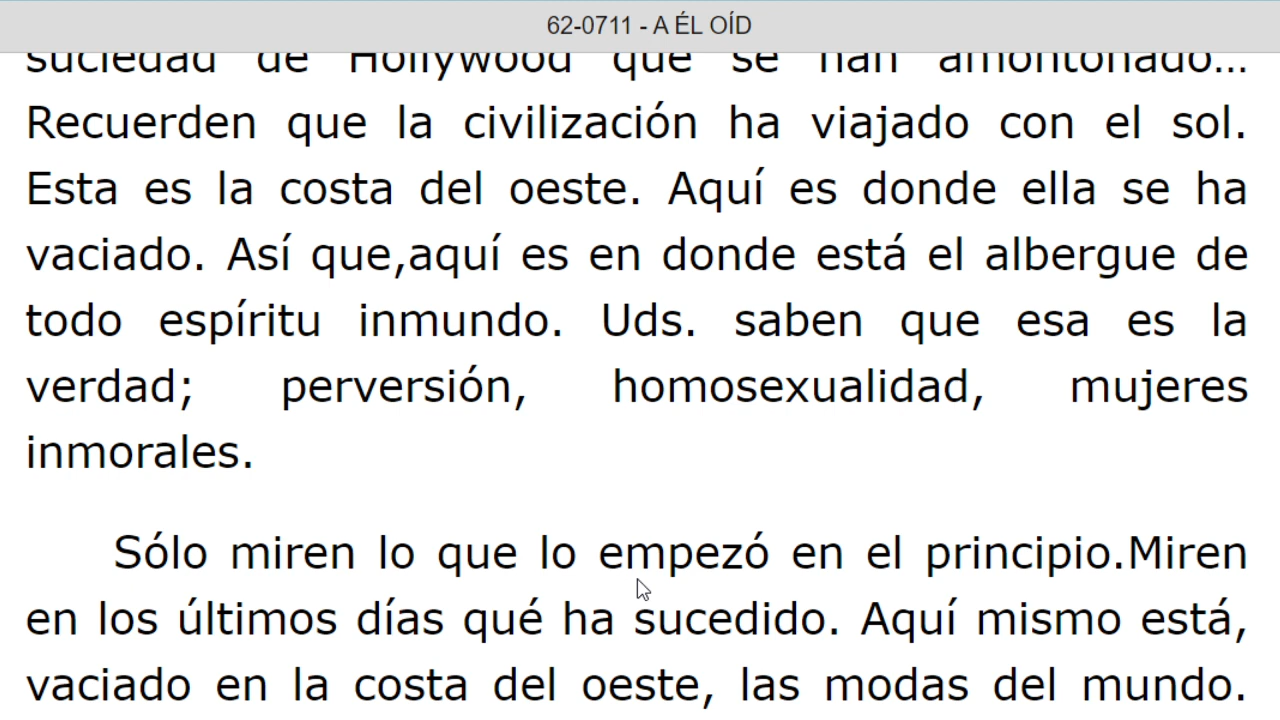 62-0711 - A ÉL OÍD
suciedad de Hollywood que se han amontonado...
Recuerden que la civilización ha viajado con el sol.
Esta es la costa del oeste. Aquí es donde ella se ha
vaciado. Así que,aquí es en donde está el albergue de
todo espíritu inmundo. Uds. saben que esa es la
verdad; perversión, homosexualidad, mujeres
inmorales.
Sólo miren lo que lo empezó en el principio.Miren
en los últimos días qué ha sucedido. Aquí mismo está,
vaciado en la costa del oeste, las modas del mundo.